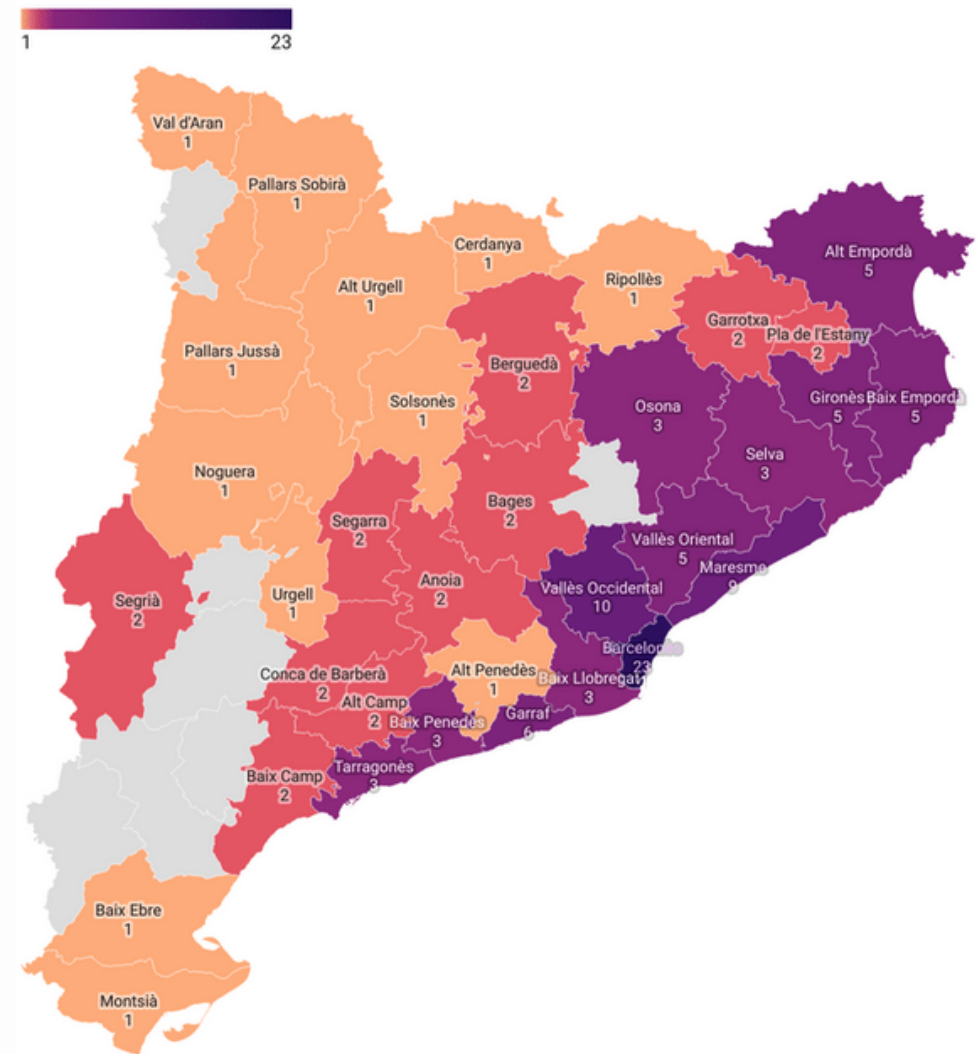 1
23
Val d'Aran
1
Pallars Sobirà
1
Alt Empordà
5
Cerdanya
1
Ripollès
1
Alt Urgell
1
Garrotxa
2
Pla de l'Estany
2
Pallars Jussà
1
Berguedà
2
Solsonès
1
Osona
3
Gironès
5
Baix Empordà
5
Selva
3
Noguera
1
Bages
2
Segarra
2
Vallès Oriental
5
Maresme
9
Anoia
2
Vallès Occidental
10
Urgell
1
Segrià
2
Barcelonès
23
Conca de Barberà
2
Alt Penedès
1
Baix Llobregat
3
Alt Camp
2
Baix Penedès
3
Garraf
6
Tarragonès
3
Baix Camp
2
Baix Ebre
1
Montsià
1